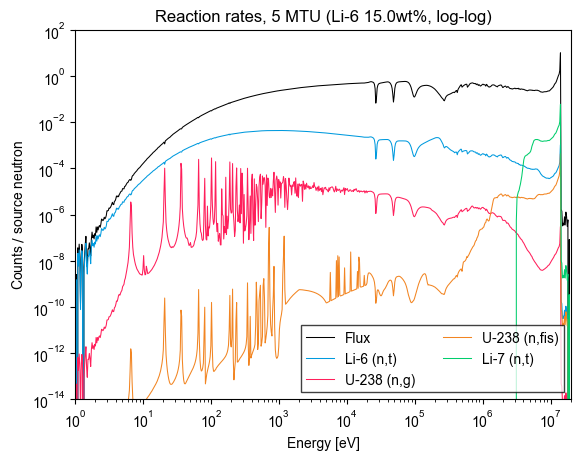 Reaction rates, 5 MTU (Li-6 15.0wt%, log-log)
Counts / source neutron
10^2
10^0
10^-2
10^-4
10^-6
10^-8
10^-10
10^-12
10^-14
Flux
Li-6 (n,t)
U-238 (n,g)
U-238 (n,fis)
Li-7 (n,t)
10^0 10^1 10^2 10^3 10^4 10^5 10^6 10^7
Energy [eV]